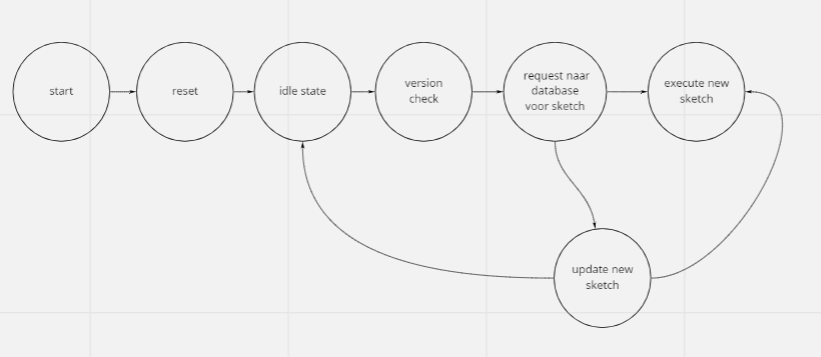 start
reset
idle state
version
check
request naar
database
voor sketch
execute new
sketch
update new
sketch